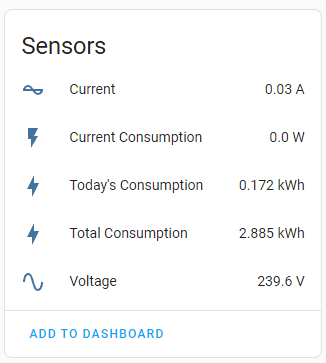 Sensors
Current 0.03 A
Current Consumption 0.0 W
Today's Consumption 0.172 kWh
Total Consumption 2.885 kWh
Voltage 239.6 V
ADD TO DASHBOARD